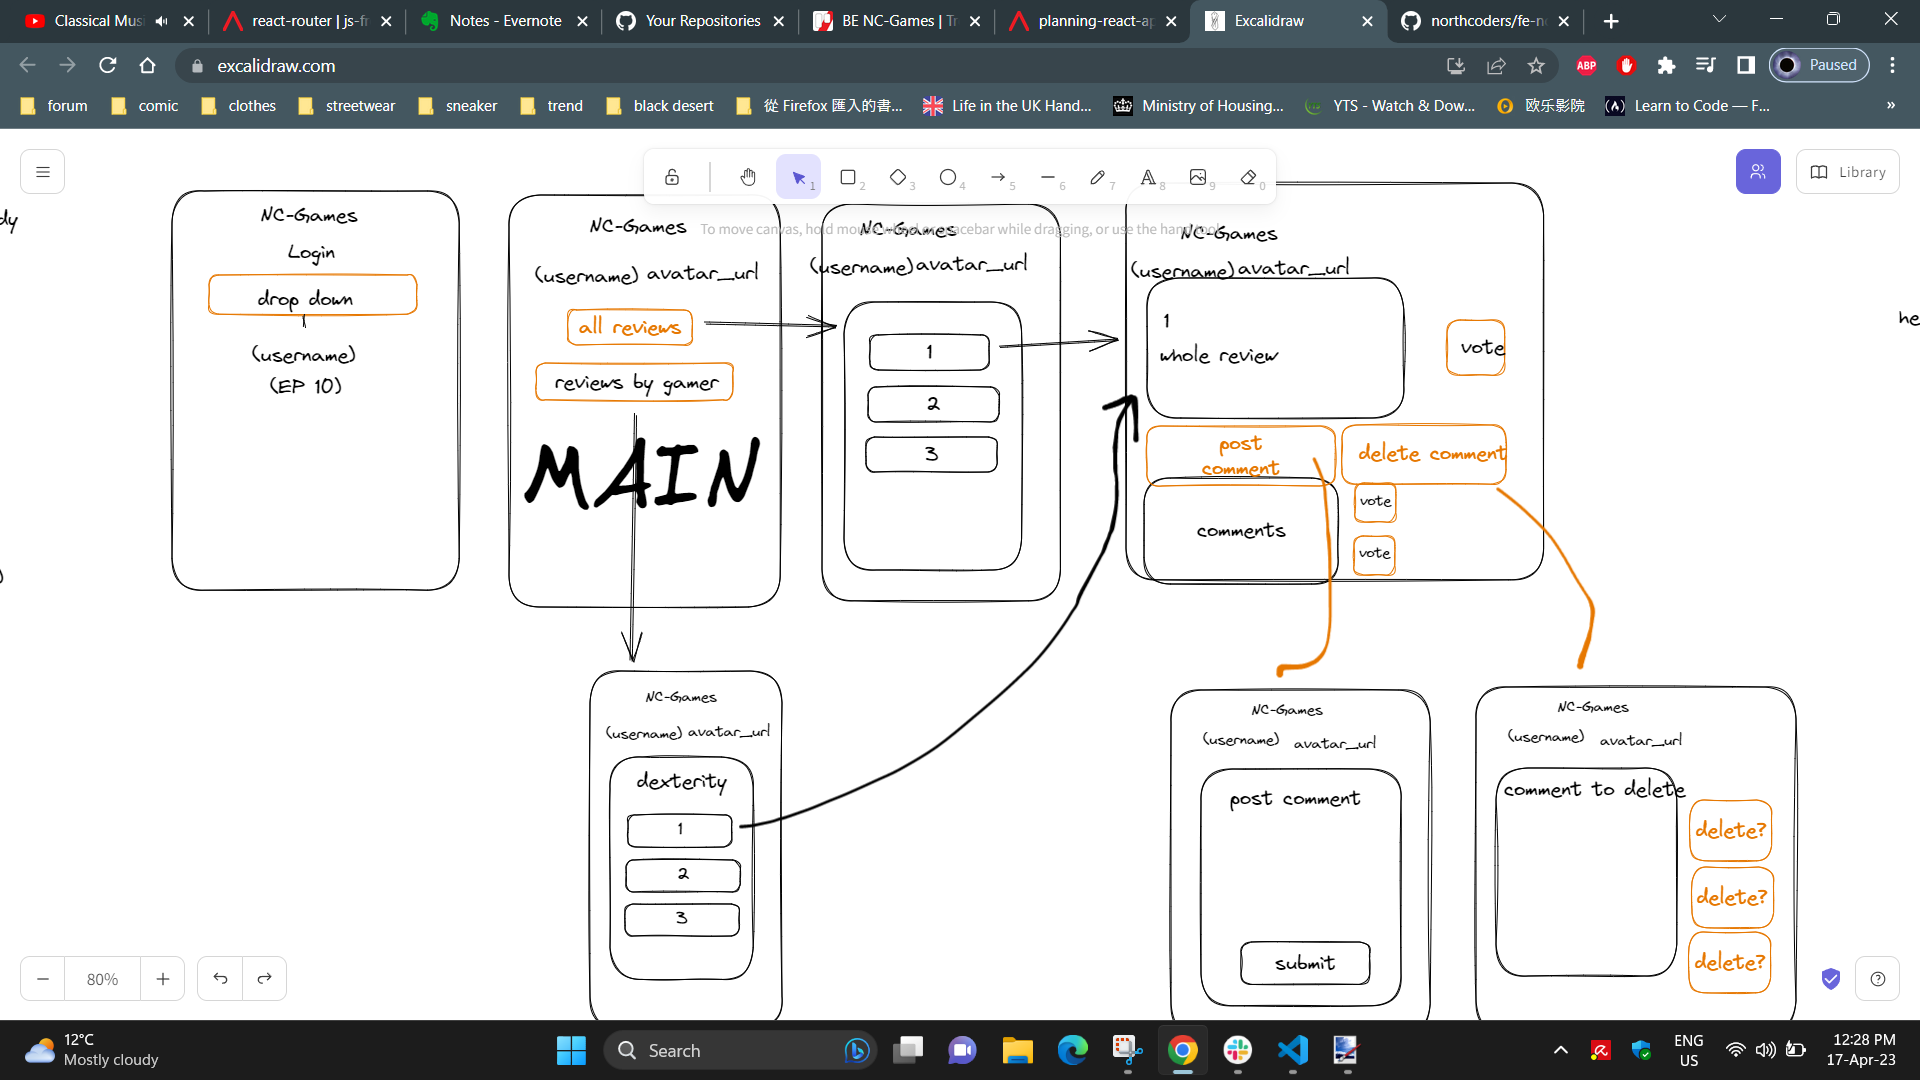 Classical Musi
react-router | js-fr
Notes - Evernote
Your Repositories
BE NC-Games | Tr
planning-react-ap
Excalidraw
northcoders/fe-no
excalidraw.com
ABP
Paused
forum
comic
clothes
streetwear
sneaker
trend
black desert
從 Firefox 匯入的書...
Life in the UK Hand...
Ministry of Housing,...
YTS - Watch & Dow...
欧乐影院
Learn to Code — F...
»
1
2
3
4
5
6
7
A
8
9
0
Library
To move canvas, hold mouse wheel or spacebar while dragging, or use the hand tool
dy
NC-Games
Login
drop down
(username)
(EP 10)
NC-Games
(username) avatar_url
all reviews
reviews by gamer
MAIN
NC-Games
(username) avatar_url
1
2
3
NC-Games
(username) avatar_url
1
whole review
vote
post
comment
delete comment
comments
vote
vote
he
)
NC-Games
(username) avatar_url
dexterity
1
2
3
NC-Games
(username) avatar_url
post comment
submit
NC-Games
(username) avatar_url
comment to delete
delete?
delete?
delete?
80%
12°C
Mostly cloudy
Search
ENG
US
12:28 PM
17-Apr-23